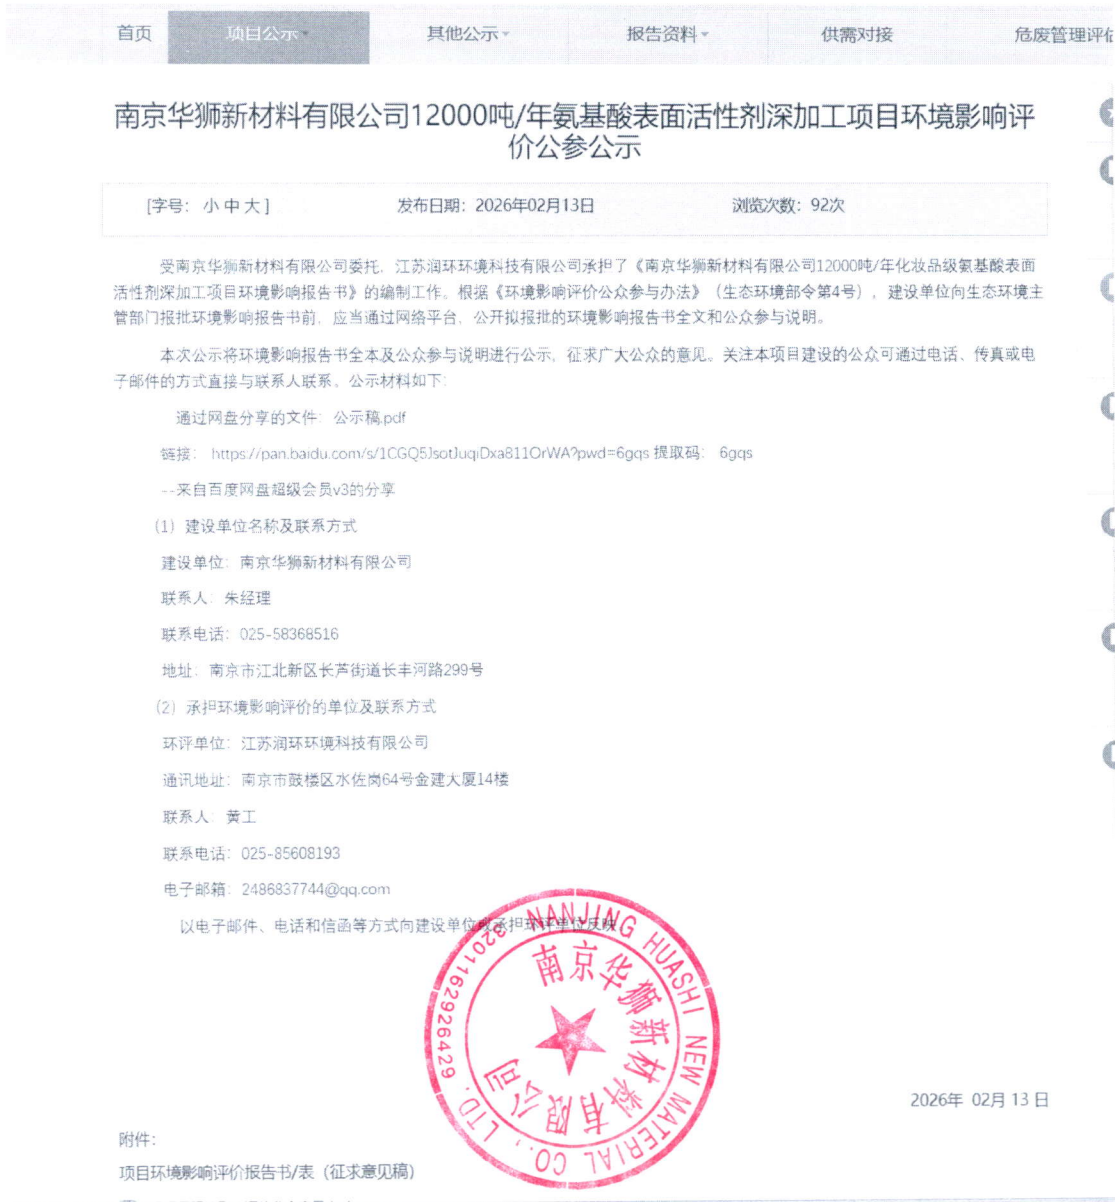 首页
项目公示
其他公示
报告资料
供需对接
危废管理评估
南京华狮新材料有限公司12000吨/年氨基酸表面活性剂深加工项目环境影响评
价公参公示
[字号: 小 中 大 ]
发布日期: 2026年02月13日
浏览次数: 92次
受南京华狮新材料有限公司委托, 江苏润环环境科技有限公司承担了《南京华狮新材料有限公司12000吨/年化妆品级氨基酸表面
活性剂深加工项目环境影响报告书》的编制工作。根据《环境影响评价公众参与办法》(生态环境部令第4号), 建设单位向生态环境主
管部门报批环境影响报告书前, 应当通过网络平台, 公开拟报批的环境影响报告书全文和公众参与说明。
本次公示将环境影响报告书全本及公众参与说明进行公示, 征求广大公众的意见。关注本项目建设的公众可通过电话、传真或电
子邮件的方式直接与联系人联系。公示材料如下:
通过网盘分享的文件: 公示稿.pdf
链接: https://pan.baidu.com/s/1CGQ5JsotJuqiDxa811OrWA?pwd=6gqs 提取码: 6gqs
--来自百度网盘超级会员v3的分享
(1) 建设单位名称及联系方式
建设单位: 南京华狮新材料有限公司
联系人: 朱经理
联系电话: 025-58368516
地址: 南京市江北新区长芦街道长丰河路299号
(2) 承担环境影响评价的单位及联系方式
环评单位: 江苏润环环境科技有限公司
通讯地址: 南京市鼓楼区水佐岗64号金建大厦14楼
联系人: 黄工
联系电话: 025-85608193
电子邮箱: 2486837744@qq.com
以电子邮件、电话和信函等方式向建设单位或承担环评单位反映。
NANJING HUASHI NEW MATERIAL CO., LTD.
南京华狮新材料有限公司
3201162926429
2026年 02月 13 日
附件:
项目环境影响评价报告书/表 (征求意见稿)